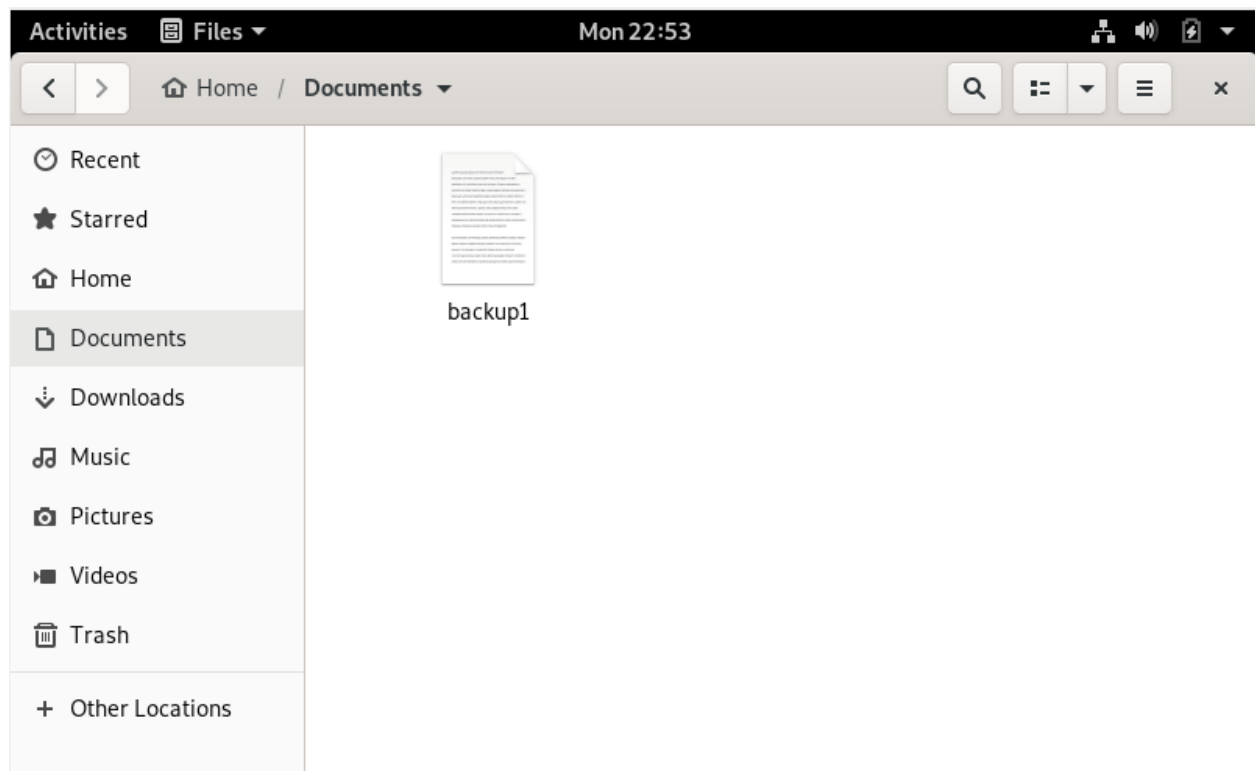 Activities Files Mon 22:53
Home / Documents
Recent
Starred
Home
Documents
Downloads
Music
Pictures
Videos
Trash
+ Other Locations
backup1